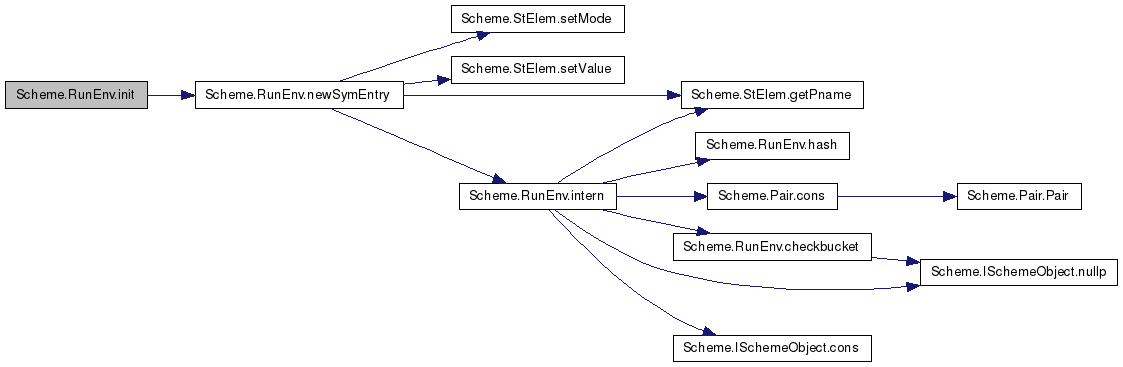 Scheme.StElem.setMode
Scheme.StElem.setValue
Scheme.RunEnv.init
Scheme.RunEnv.newSymEntry
Scheme.StElem.getPname
Scheme.RunEnv.hash
Scheme.RunEnv.intern
Scheme.Pair.cons
Scheme.Pair.Pair
Scheme.RunEnv.checkbucket
Scheme.ISchemeObject.nullp
Scheme.ISchemeObject.cons